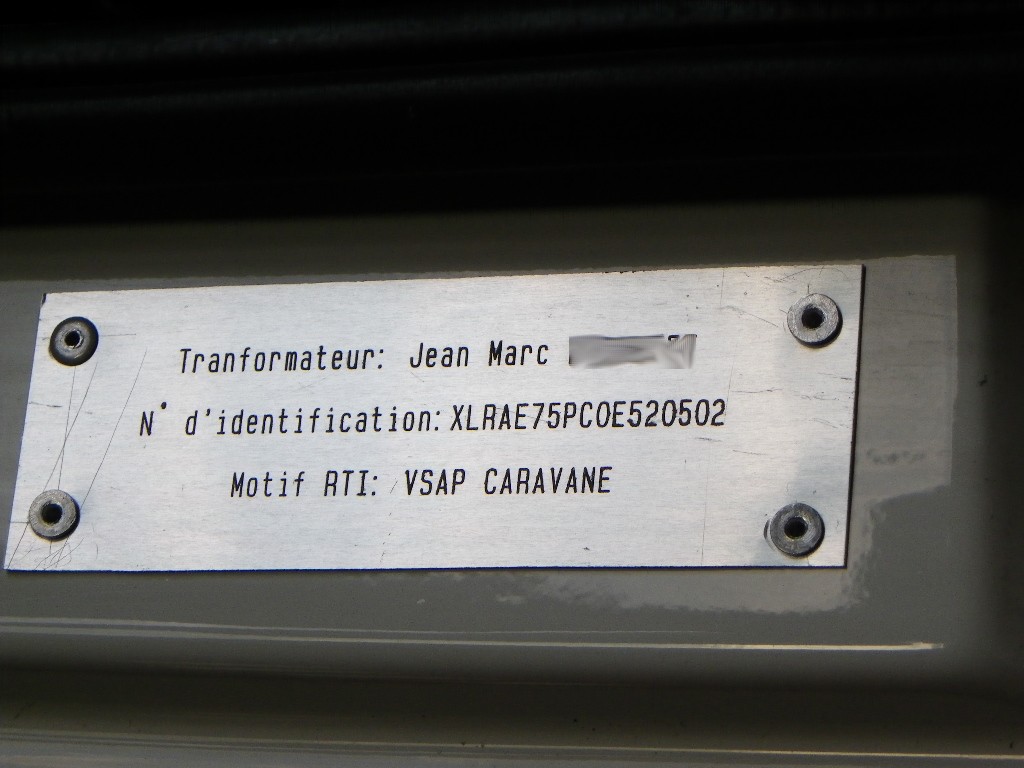 Tranformateur: Jean Marc
N° d'identification: XLRAE75PC0E520502
Motif RTI: VSAP CARAVANE